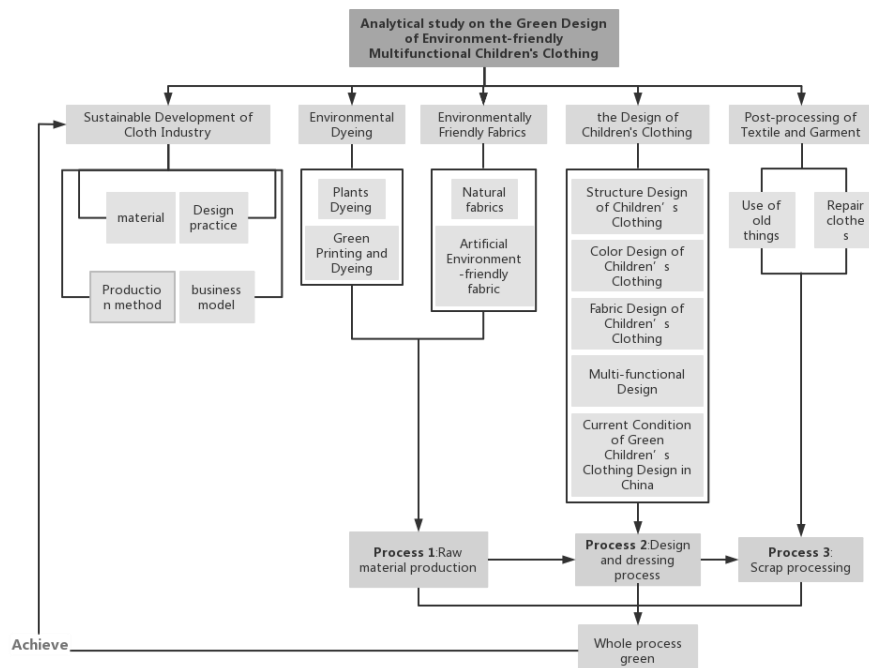 Analytical study on the Green Design
of Environment-friendly
Multifunctional Children's Clothing
Sustainable Development of
Cloth Industry
Environmental
Dyeing
Environmentally
Friendly Fabrics
the Design of
Children's Clothing
Post-processing of
Textile and Garment
material
Design
practice
Productio
n method
business
model
Plants
Dyeing
Green
Printing and
Dyeing
Natural
fabrics
Artificial
Environment
-friendly
fabric
Structure Design
of Children’s
Clothing
Color Design of
Children’s
Clothing
Fabric Design of
Children’s
Clothing
Multi-functional
Design
Current Condition
of Green
Children’s
Clothing Design in
China
Use of
old
things
Repair
clothe
s
Process 1:Raw
material production
Process 2:Design
and dressing
process
Process 3:
Scrap processing
Achieve
Whole process
green